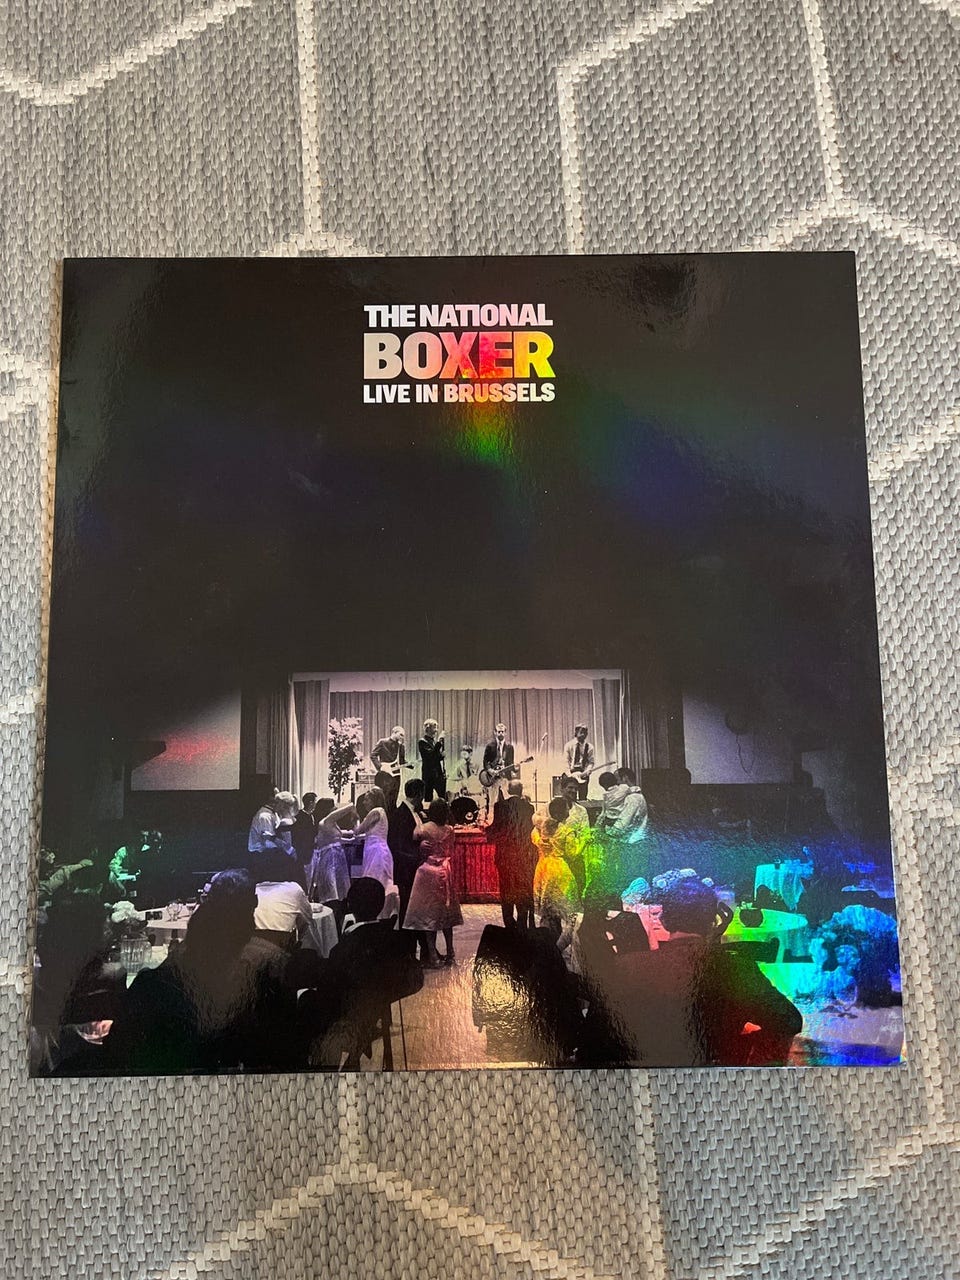 THE NATIONAL
BOXER
LIVE IN BRUSSELS